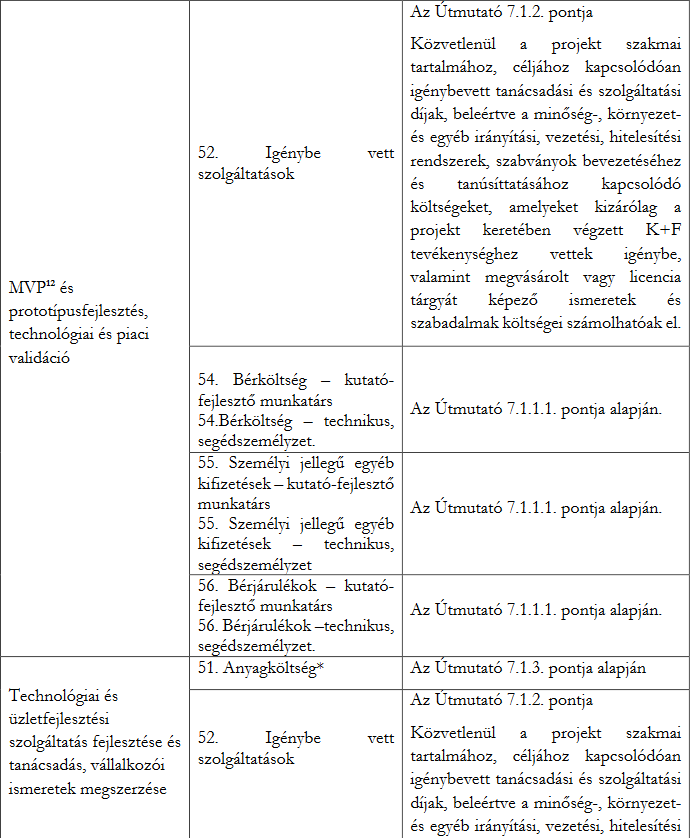 Az Útmutató 7.1.2. pontja
Közvetlenül a projekt szakmai
tartalmához, céljához kapcsolódóan
igénybevett tanácsadási és szolgáltatási
díjak, beleértve a minőség-, környezet-
és egyéb irányítási, vezetési, hitelesítési
rendszerek, szabványok bevezetéséhez
és tanúsíttatásához kapcsolódó
költségeket, amelyeket kizárólag a
projekt keretében végzett K+F
tevékenységhez vettek igénybe,
valamint megvásárolt vagy licencia
tárgyát képező ismeretek és
szabadalmak költségei számolhatóak el.
52. Igénybe vett
szolgáltatások
MVP¹² és
prototípusfejlesztés,
technológiai és piaci
validáció
54. Bérköltség – kutató-
fejlesztő munkatárs
54.Bérköltség – technikus,
segédszemélyzet.
Az Útmutató 7.1.1.1. pontja alapján.
55. Személyi jellegű egyéb
kifizetések – kutató-fejlesztő
munkatárs
55. Személyi jellegű egyéb
kifizetések – technikus,
segédszemélyzet
Az Útmutató 7.1.1.1. pontja alapján.
56. Bérjárulékok – kutató-
fejlesztő munkatárs
56. Bérjárulékok –technikus,
segédszemélyzet.
Az Útmutató 7.1.1.1. pontja alapján.
Technológiai és
üzletfejlesztési
szolgáltatás fejlesztése és
tanácsadás, vállalkozói
ismeretek megszerzése
51. Anyagköltség*
Az Útmutató 7.1.3. pontja alapján
52. Igénybe vett
szolgáltatások
Az Útmutató 7.1.2. pontja
Közvetlenül a projekt szakmai
tartalmához, céljához kapcsolódóan
igénybevett tanácsadási és szolgáltatási
díjak, beleértve a minőség-, környezet-
és egyéb irányítási, vezetési, hitelesítési